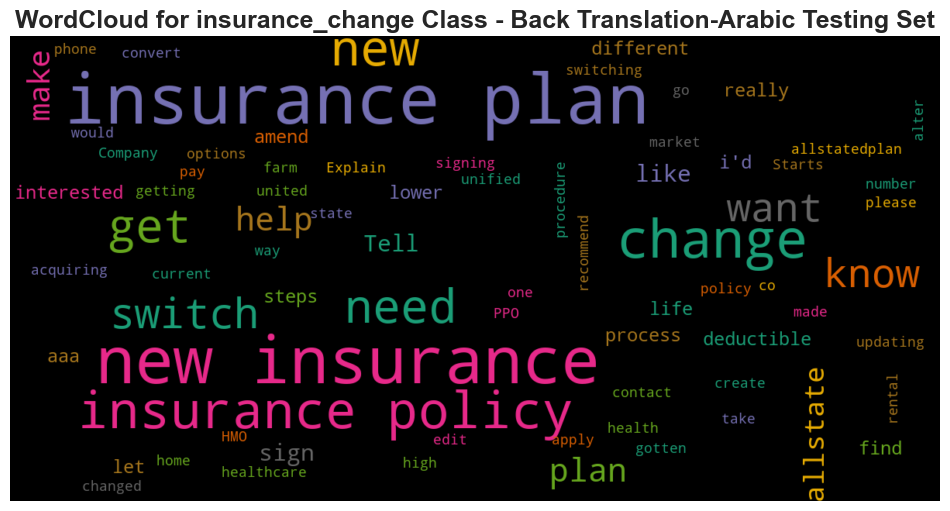 WordCloud for insurance_change Class - Back Translation-Arabic Testing Set
phone
convert
new
different
make
insurance plan
switching
go
really
would
amend
market
alter
Company
options
pay
farm
Explain
signing
unified
like
i'd
allstatedplan
Starts
interested
getting
united
lower
procedure
number
please
get
help
state
want
Tell
way
change
recommend
know
acquiring
current
switch
steps
need
one
PPO
policy
co
life
made
aaa
new insurance
process
deductible
updating
insurance policy
contact
create
rental
take
allstate
HMO
sign
edit
apply
health
gotten
find
let
home
healthcare
high
plan
changed